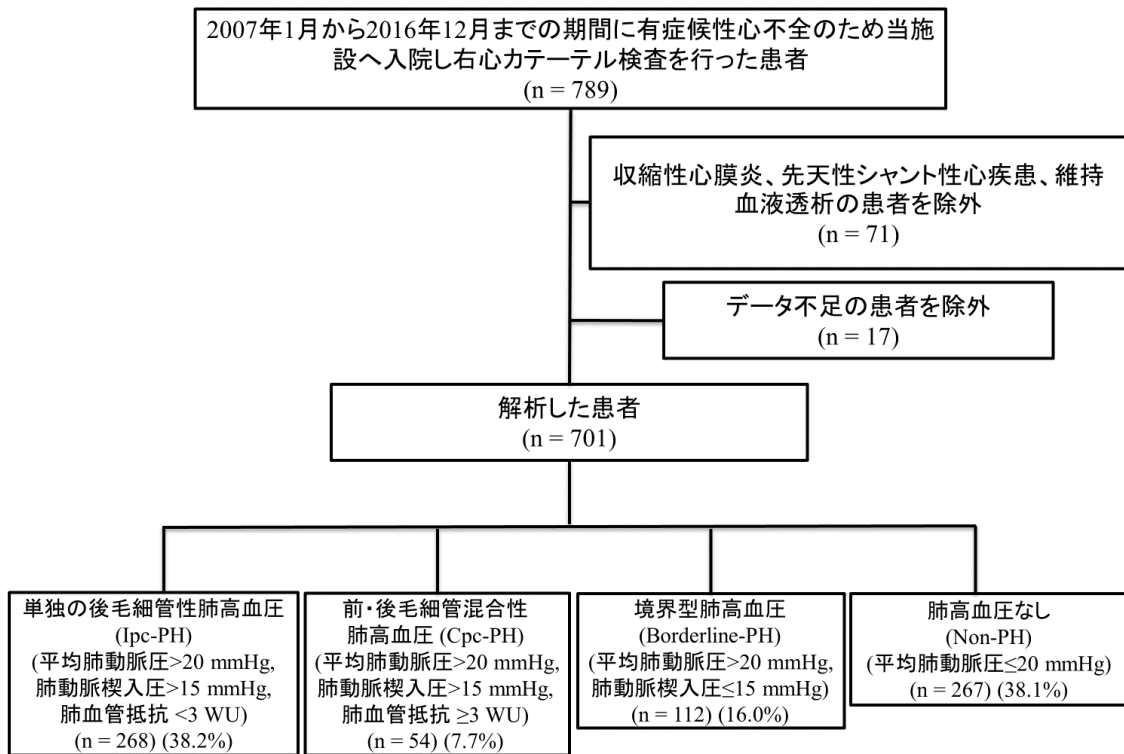 2007年1月から2016年12月までの期間に有症候性心不全のため当施
設へ入院し右心カテーテル検査を行った患者
(n = 789)
収縮性心膜炎、先天性シャント性心疾患、維持
血液透析の患者を除外
(n = 71)
データ不足の患者を除外
(n = 17)
解析した患者
(n = 701)
単独の後毛細管性肺高血圧
(Ipc-PH)
(平均肺動脈圧>20 mmHg,
肺動脈楔入圧>15 mmHg,
肺血管抵抗 <3 WU)
(n = 268) (38.2%)
前・後毛細管混合性
肺高血圧 (Cpc-PH)
(平均肺動脈圧>20 mmHg,
肺動脈楔入圧>15 mmHg,
肺血管抵抗 ≥3 WU)
(n = 54) (7.7%)
境界型肺高血圧
(Borderline-PH)
(平均肺動脈圧>20 mmHg,
肺動脈楔入圧≤15 mmHg)
(n = 112) (16.0%)
肺高血圧なし
(Non-PH)
(平均肺動脈圧≤20 mmHg)
(n = 267) (38.1%)